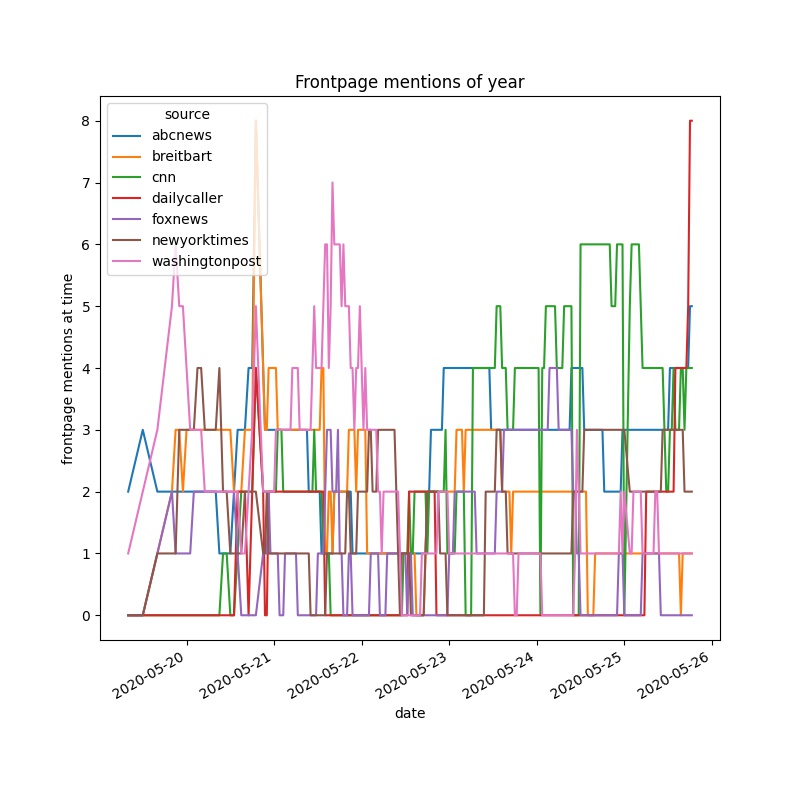 Frontpage mentions of year
source
abcnews
breitbart
cnn
dailycaller
foxnews
newyorktimes
washingtonpost
frontpage mentions at time
8
7
6
5
4
3
2
1
0
2020-05-20
2020-05-21
2020-05-22
2020-05-23
2020-05-24
2020-05-25
2020-05-26
date